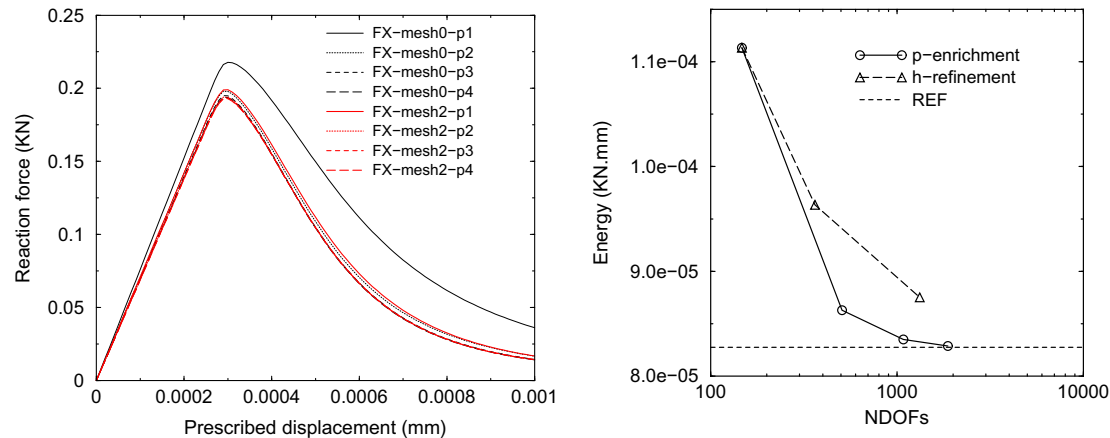 0.25
0.2
0.15
0.1
0.05
0
Reaction force (KN)
FX−mesh0−p1
FX−mesh0−p2
FX−mesh0−p3
FX−mesh0−p4
FX−mesh2−p1
FX−mesh2−p2
FX−mesh2−p3
FX−mesh2−p4
0 0.0002 0.0004 0.0006 0.0008 0.001
Prescribed displacement (mm)
1.1e−04
1.0e−04
9.0e−05
8.0e−05
Energy (KN.mm)
p−enrichment
h−refinement
REF
100 1000 10000
NDOFs